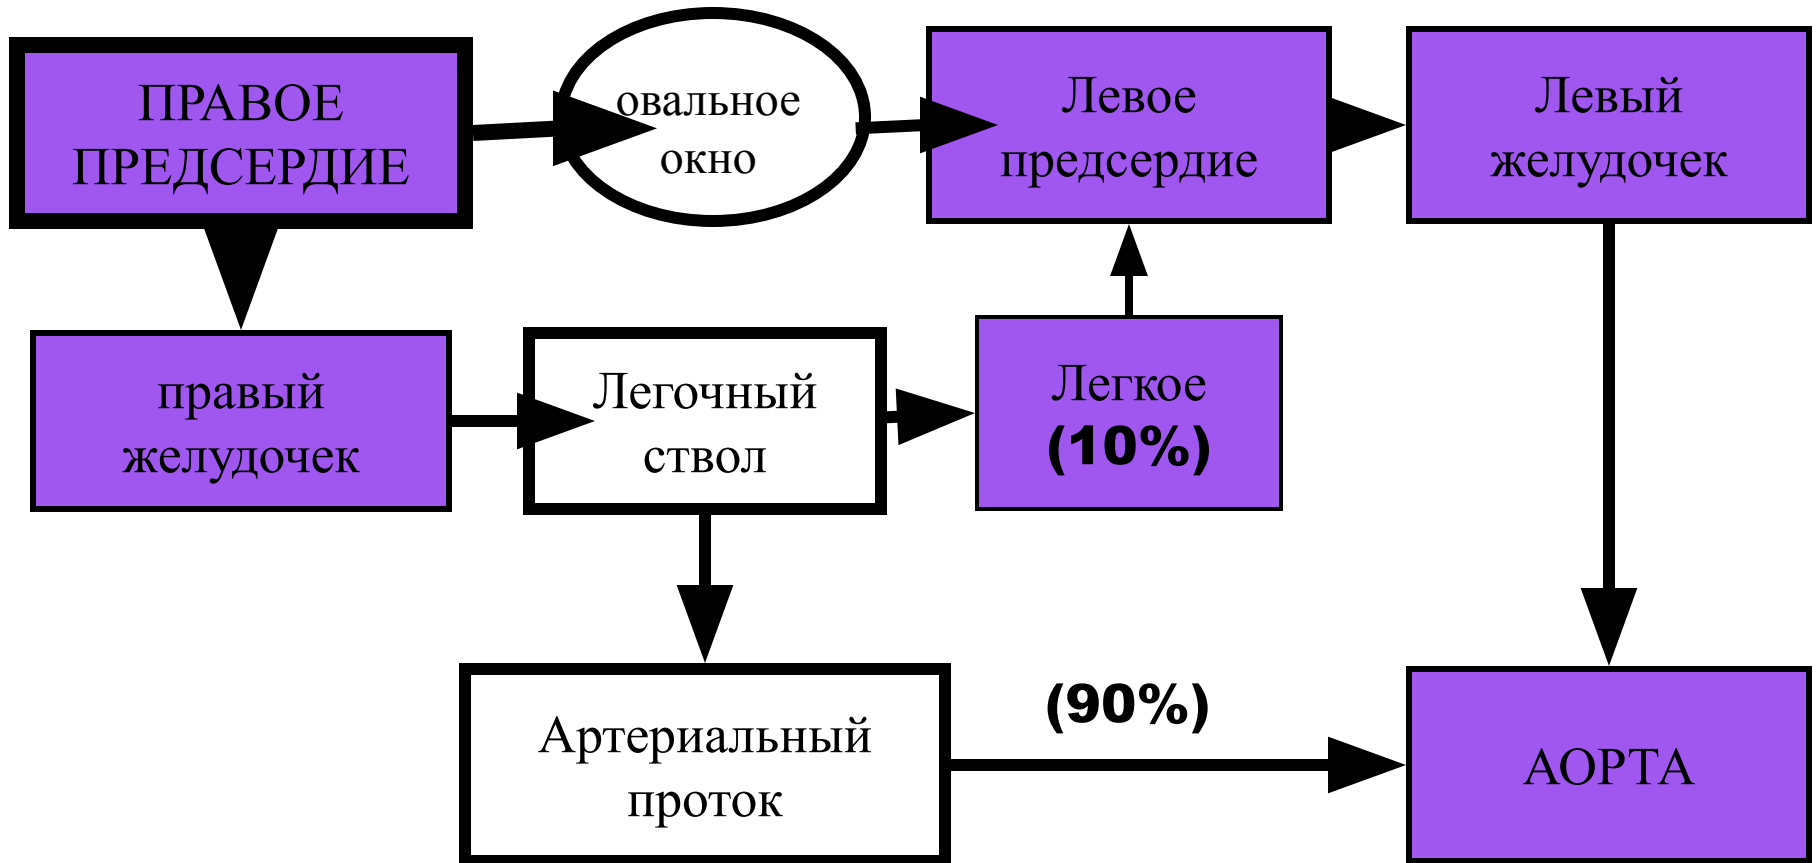 ПРАВОЕ
ПРЕДСЕРДИЕ
овальное
окно
Левое
предсердие
Левый
желудочек
правый
желудочек
Легочный
ствол
Легкое
(10%)
Артериальный
проток
(90%)
АОРТА